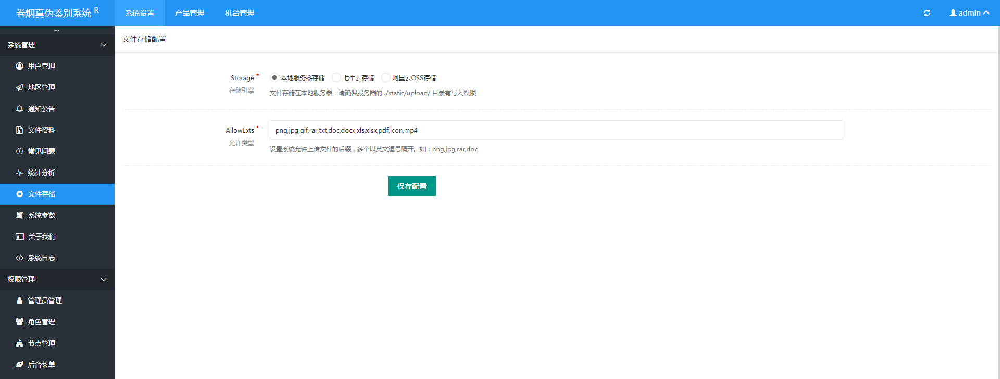 卷烟真伪鉴别系统 R
系统设置
产品管理
机台管理
admin
系统管理
用户管理
地区管理
通知公告
文件资料
常见问题
统计分析
文件存储
系统参数
关于我们
系统日志
权限管理
管理员管理
角色管理
节点管理
后台菜单
文件存储配置
Storage *
存储引擎
本地服务器存储 七牛云存储 阿里云OSS存储
文件存储在本地服务器，请确保服务器的 ./static/upload/ 目录有写入权限
AllowExts *
允许类型
png,jpg,gif,rar,txt,doc,docx,xls,xlsx,pdf,icon,mp4
设置系统允许上传文件的后缀，多个以英文逗号隔开。如：png,jpg,rar,doc
保存配置